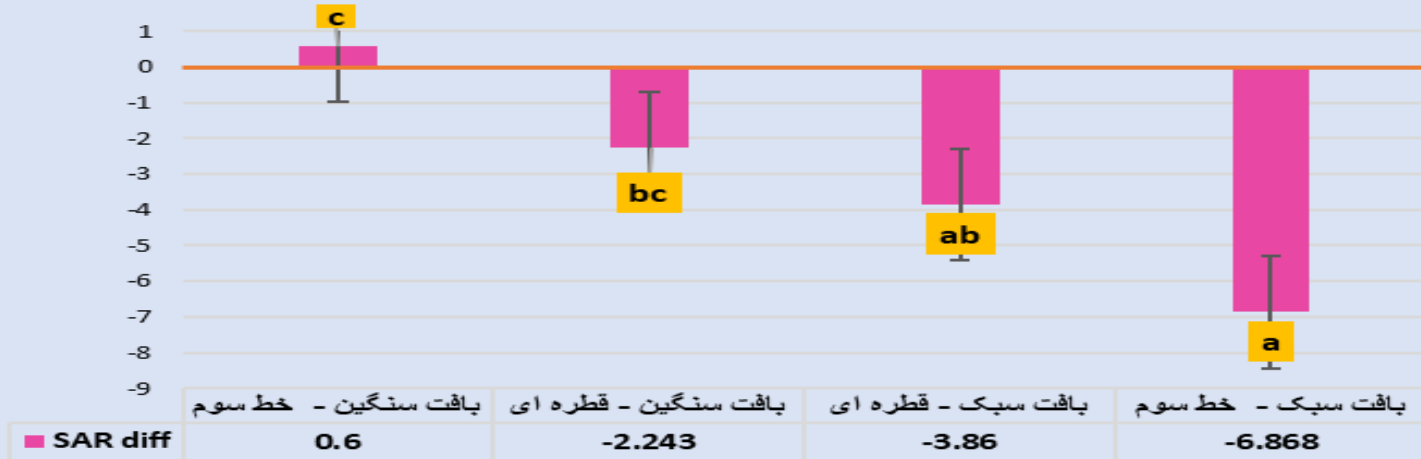 c
1
0
-1
-2
-3
bc
-4
ab
-5
-6
-7
a
-8
-9
بافت سنگین - خط سوم
بافت سنگین - قطره ای
بافت سبک - قطره ای
بافت سبک - خط سوم
SAR diff 0.6 -2.243 -3.86 -6.868